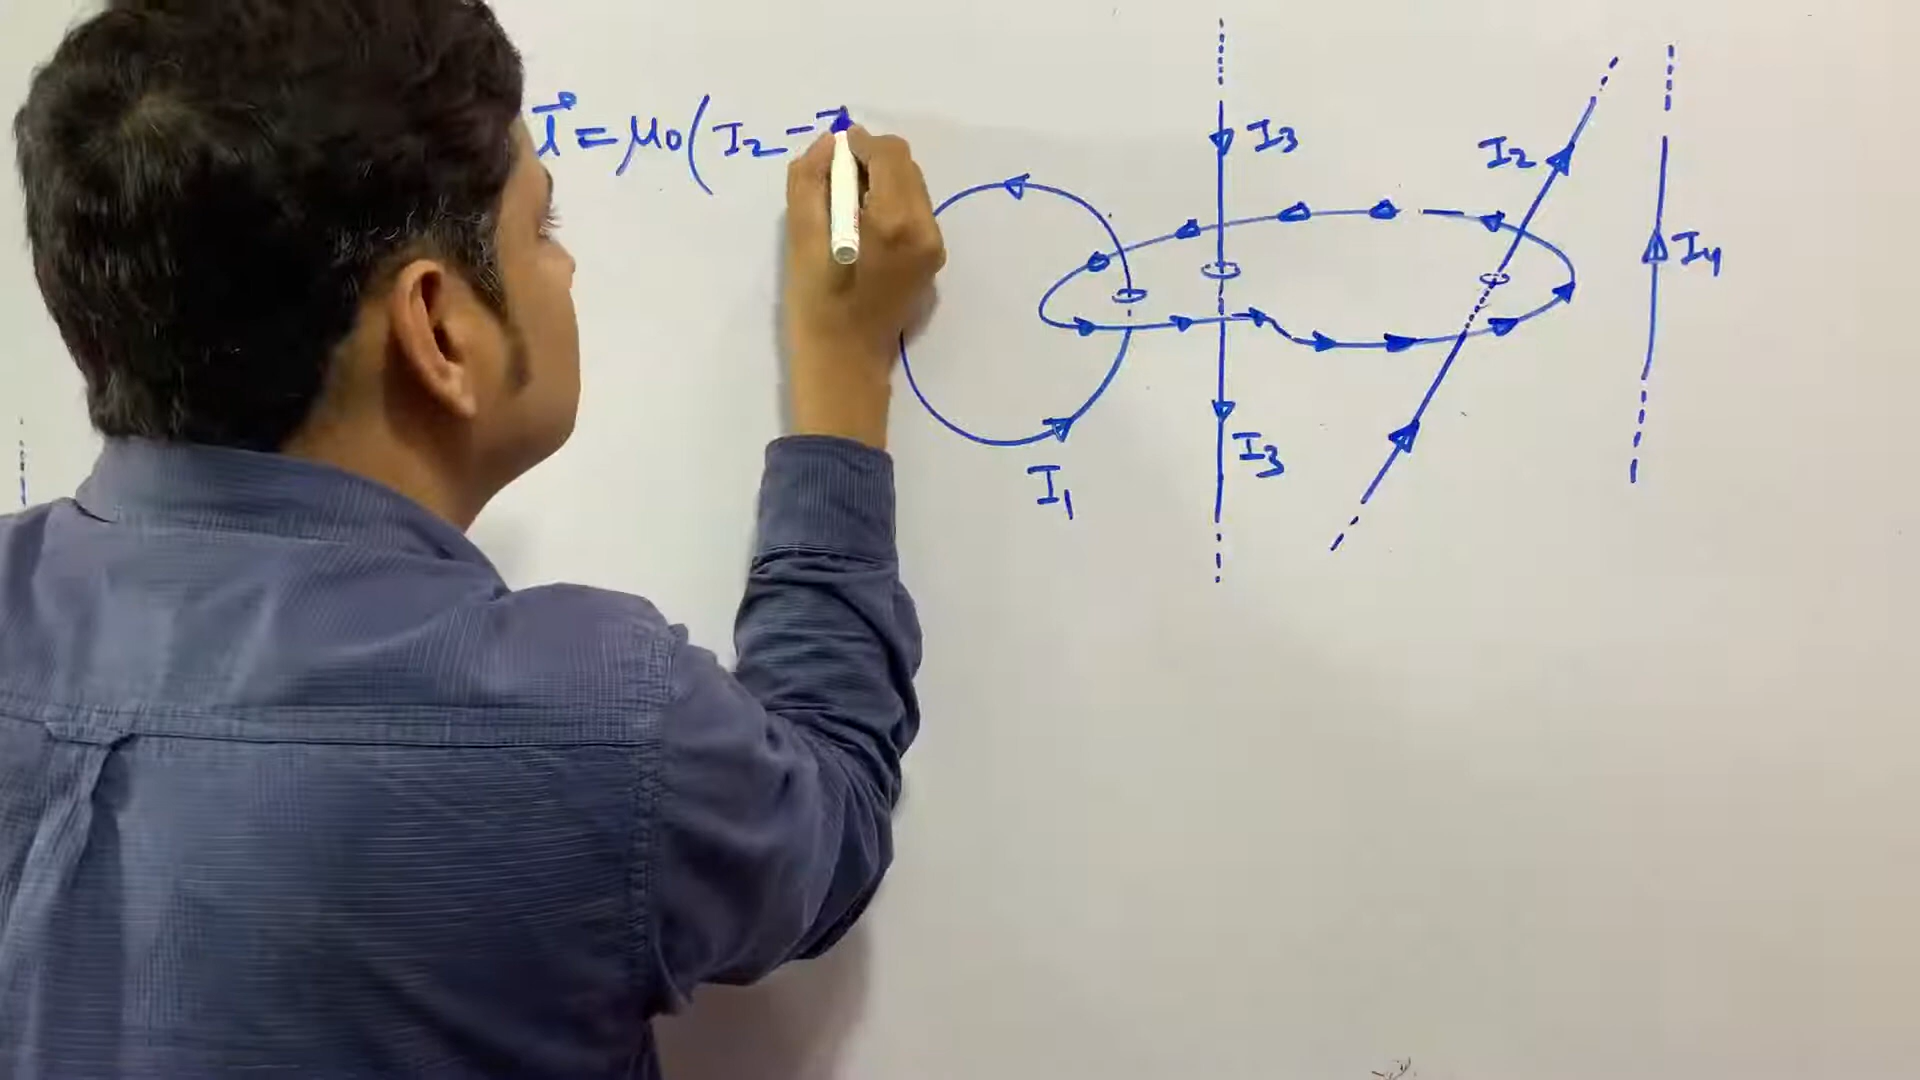 l⃗ = μ0 ( I2 -
I3
I2
I4
I3
I1